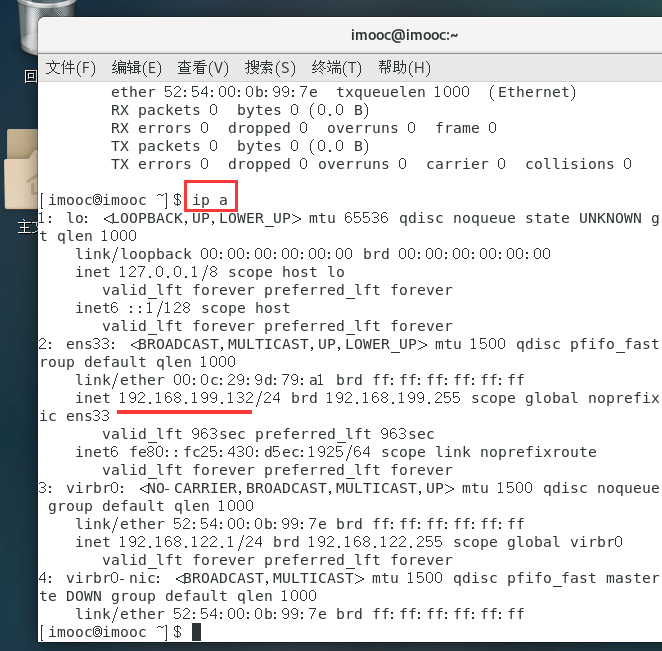 imooc@imooc:~
回
文件(F) 编辑(E) 查看(V) 搜索(S) 终端(T) 帮助(H)
ether 52:54:00:0b:99:7e txqueuelen 1000 (Ethernet)
RX packets 0 bytes 0 (0.0 B)
RX errors 0 dropped 0 overruns 0 frame 0
TX packets 0 bytes 0 (0.0 B)
TX errors 0 dropped 0 overruns 0 carrier 0 collisions 0
主文
[imooc@imooc ~]$ ip a
1: lo: <LOOPBACK,UP,LOWER_UP> mtu 65536 qdisc noqueue state UNKNOWN g
t qlen 1000
link/loopback 00:00:00:00:00:00 brd 00:00:00:00:00:00
inet 127.0.0.1/8 scope host lo
valid_lft forever preferred_lft forever
inet6 ::1/128 scope host
valid_lft forever preferred_lft forever
2: ens33: <BROADCAST,MULTICAST,UP,LOWER_UP> mtu 1500 qdisc pfifo_fast
roup default qlen 1000
link/ether 00:0c:29:9d:79:a1 brd ff:ff:ff:ff:ff:ff
inet 192.168.199.132/24 brd 192.168.199.255 scope global noprefix
ic ens33
valid_lft 963sec preferred_lft 963sec
inet6 fe80::fc25:430:d5ec:1925/64 scope link noprefixroute
valid_lft forever preferred_lft forever
3: virbr0: <NO-CARRIER,BROADCAST,MULTICAST,UP> mtu 1500 qdisc noqueue
group default qlen 1000
link/ether 52:54:00:0b:99:7e brd ff:ff:ff:ff:ff:ff
inet 192.168.122.1/24 brd 192.168.122.255 scope global virbr0
valid_lft forever preferred_lft forever
4: virbr0-nic: <BROADCAST,MULTICAST> mtu 1500 qdisc pfifo_fast master
te DOWN group default qlen 1000
link/ether 52:54:00:0b:99:7e brd ff:ff:ff:ff:ff:ff
[imooc@imooc ~]$